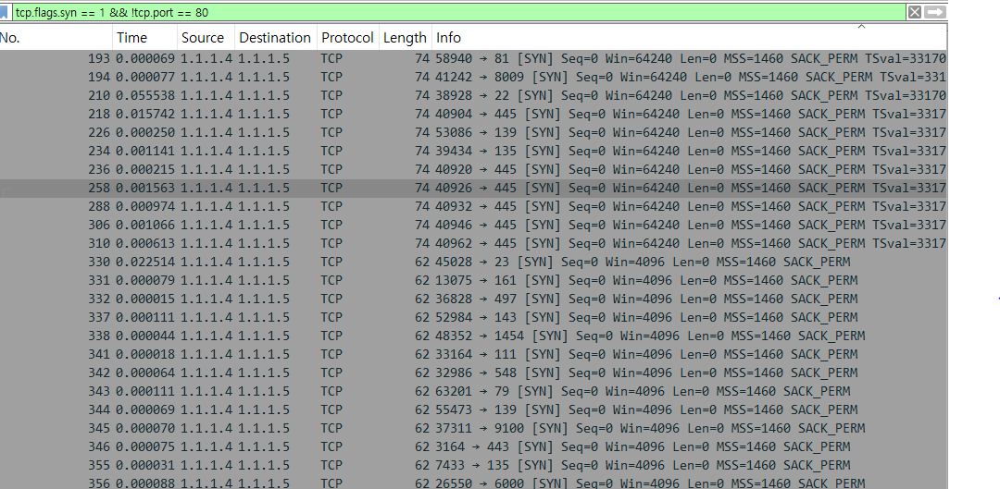 tcp.flags.syn == 1 && !tcp.port == 80
No. Time Source Destination Protocol Length Info
193 0.000069 1.1.1.4 1.1.1.5 TCP 74 58940 → 81 [SYN] Seq=0 Win=64240 Len=0 MSS=1460 SACK_PERM TSval=33170
194 0.000077 1.1.1.4 1.1.1.5 TCP 74 41242 → 8009 [SYN] Seq=0 Win=64240 Len=0 MSS=1460 SACK_PERM TSval=331
210 0.055538 1.1.1.4 1.1.1.5 TCP 74 38928 → 22 [SYN] Seq=0 Win=64240 Len=0 MSS=1460 SACK_PERM TSval=33170
218 0.015742 1.1.1.4 1.1.1.5 TCP 74 40904 → 445 [SYN] Seq=0 Win=64240 Len=0 MSS=1460 SACK_PERM TSval=3317
226 0.000250 1.1.1.4 1.1.1.5 TCP 74 53086 → 139 [SYN] Seq=0 Win=64240 Len=0 MSS=1460 SACK_PERM TSval=3317
234 0.001141 1.1.1.4 1.1.1.5 TCP 74 39434 → 135 [SYN] Seq=0 Win=64240 Len=0 MSS=1460 SACK_PERM TSval=3317
236 0.000215 1.1.1.4 1.1.1.5 TCP 74 40920 → 445 [SYN] Seq=0 Win=64240 Len=0 MSS=1460 SACK_PERM TSval=3317
258 0.001563 1.1.1.4 1.1.1.5 TCP 74 40926 → 445 [SYN] Seq=0 Win=64240 Len=0 MSS=1460 SACK_PERM TSval=3317
288 0.000974 1.1.1.4 1.1.1.5 TCP 74 40932 → 445 [SYN] Seq=0 Win=64240 Len=0 MSS=1460 SACK_PERM TSval=3317
306 0.001066 1.1.1.4 1.1.1.5 TCP 74 40946 → 445 [SYN] Seq=0 Win=64240 Len=0 MSS=1460 SACK_PERM TSval=3317
310 0.000613 1.1.1.4 1.1.1.5 TCP 74 40962 → 445 [SYN] Seq=0 Win=64240 Len=0 MSS=1460 SACK_PERM TSval=3317
330 0.022514 1.1.1.4 1.1.1.5 TCP 62 45028 → 23 [SYN] Seq=0 Win=4096 Len=0 MSS=1460 SACK_PERM
331 0.000079 1.1.1.4 1.1.1.5 TCP 62 13075 → 161 [SYN] Seq=0 Win=4096 Len=0 MSS=1460 SACK_PERM
332 0.000015 1.1.1.4 1.1.1.5 TCP 62 36828 → 497 [SYN] Seq=0 Win=4096 Len=0 MSS=1460 SACK_PERM
337 0.000111 1.1.1.4 1.1.1.5 TCP 62 52984 → 143 [SYN] Seq=0 Win=4096 Len=0 MSS=1460 SACK_PERM
338 0.000044 1.1.1.4 1.1.1.5 TCP 62 48352 → 1454 [SYN] Seq=0 Win=4096 Len=0 MSS=1460 SACK_PERM
341 0.000018 1.1.1.4 1.1.1.5 TCP 62 33164 → 111 [SYN] Seq=0 Win=4096 Len=0 MSS=1460 SACK_PERM
342 0.000064 1.1.1.4 1.1.1.5 TCP 62 32986 → 548 [SYN] Seq=0 Win=4096 Len=0 MSS=1460 SACK_PERM
343 0.000111 1.1.1.4 1.1.1.5 TCP 62 63201 → 79 [SYN] Seq=0 Win=4096 Len=0 MSS=1460 SACK_PERM
344 0.000069 1.1.1.4 1.1.1.5 TCP 62 55473 → 139 [SYN] Seq=0 Win=4096 Len=0 MSS=1460 SACK_PERM
345 0.000070 1.1.1.4 1.1.1.5 TCP 62 37311 → 9100 [SYN] Seq=0 Win=4096 Len=0 MSS=1460 SACK_PERM
346 0.000075 1.1.1.4 1.1.1.5 TCP 62 3164 → 443 [SYN] Seq=0 Win=4096 Len=0 MSS=1460 SACK_PERM
355 0.000031 1.1.1.4 1.1.1.5 TCP 62 7433 → 135 [SYN] Seq=0 Win=4096 Len=0 MSS=1460 SACK_PERM
356 0.000088 1.1.1.4 1.1.1.5 TCP 62 26550 → 6000 [SYN] Seq=0 Win=4096 Len=0 MSS=1460 SACK_PERM